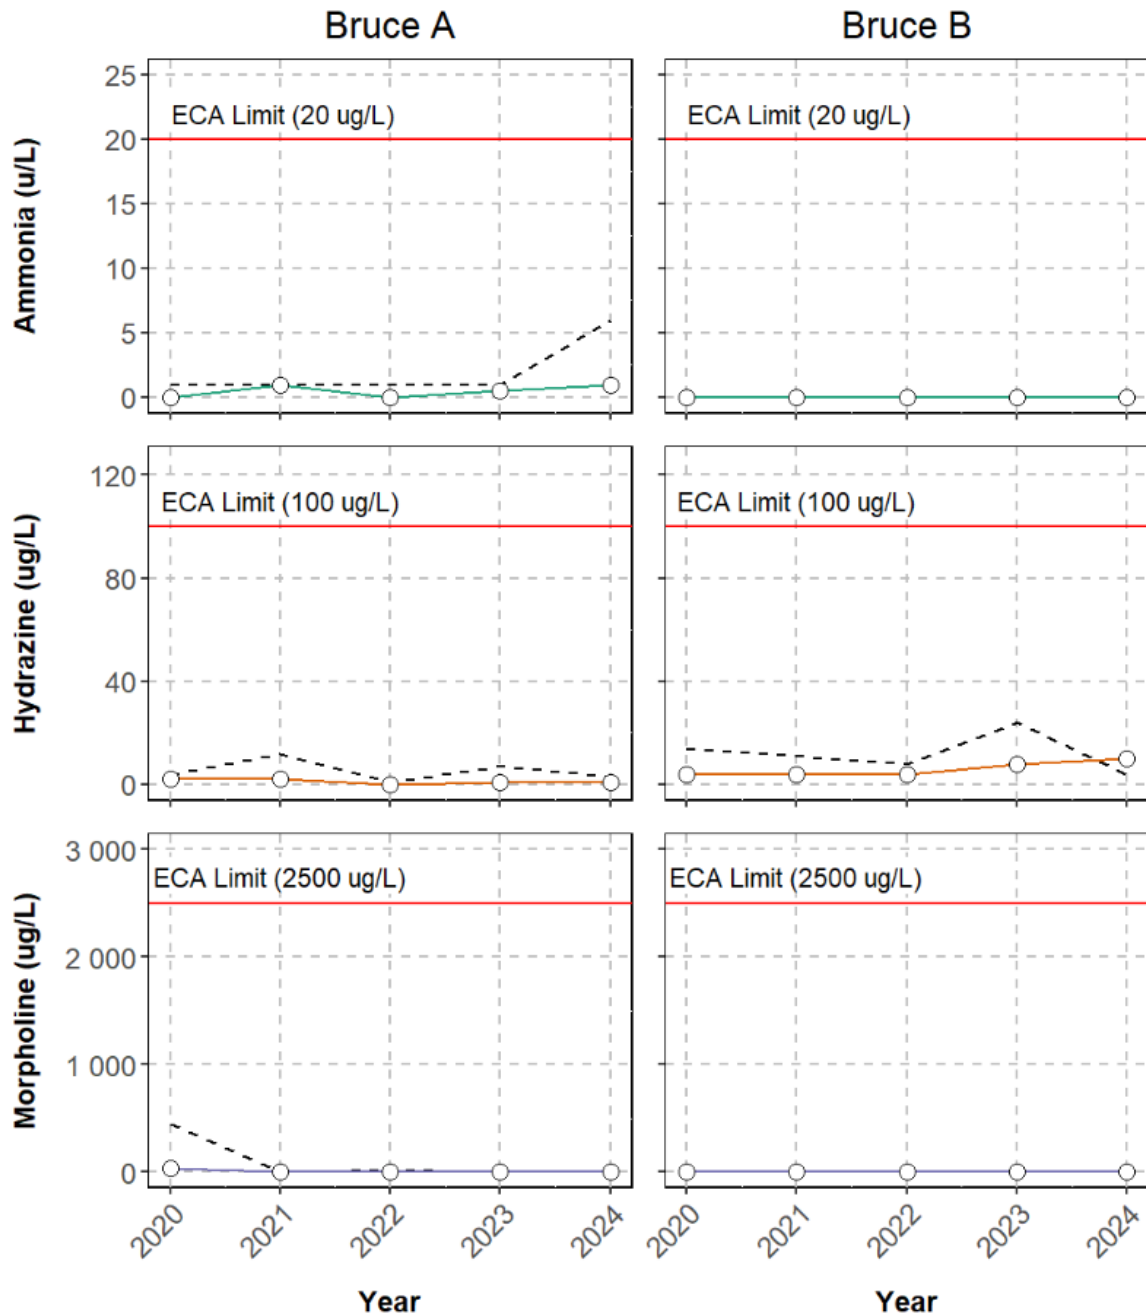 Bruce A
Bruce B
Ammonia (u/L)
25
20
15
10
5
0
ECA Limit (20 ug/L)
ECA Limit (20 ug/L)
Hydrazine (ug/L)
120
80
40
0
ECA Limit (100 ug/L)
ECA Limit (100 ug/L)
Morpholine (ug/L)
3 000
2 000
1 000
0
ECA Limit (2500 ug/L)
ECA Limit (2500 ug/L)
2020
2021
2022
2023
2024
2020
2021
2022
2023
2024
Year
Year